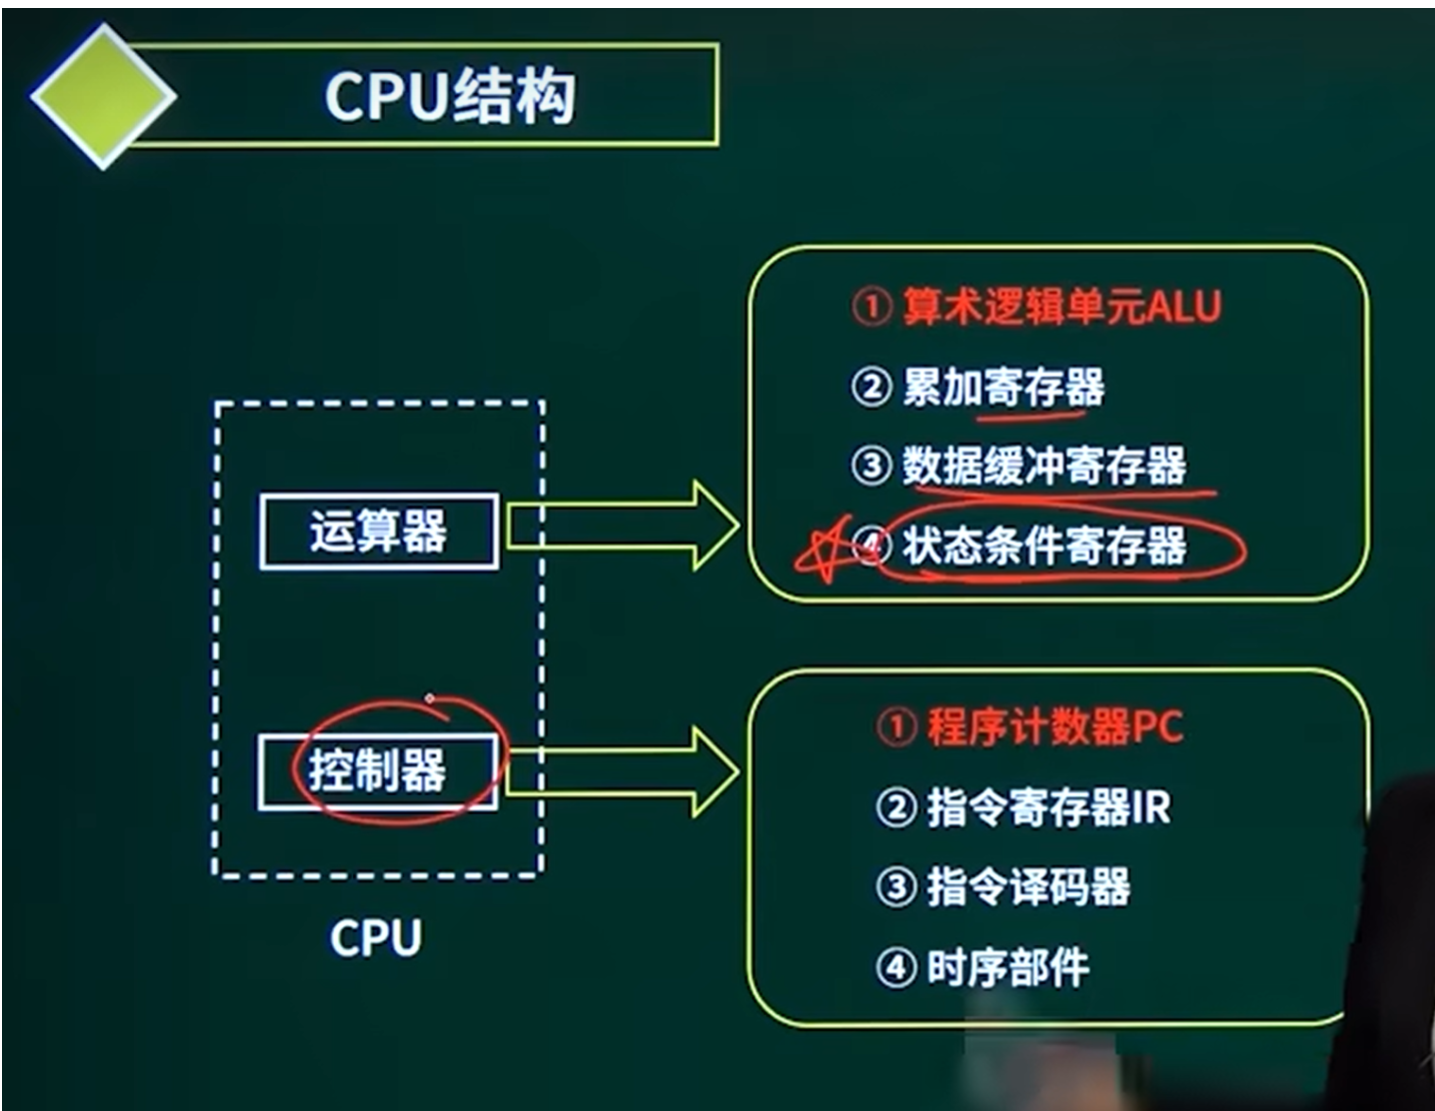 CPU结构
① 算术逻辑单元ALU
② 累加寄存器
③ 数据缓冲寄存器
④ 状态条件寄存器
运算器
① 程序计数器PC
② 指令寄存器IR
③ 指令译码器
④ 时序部件
控制器
CPU